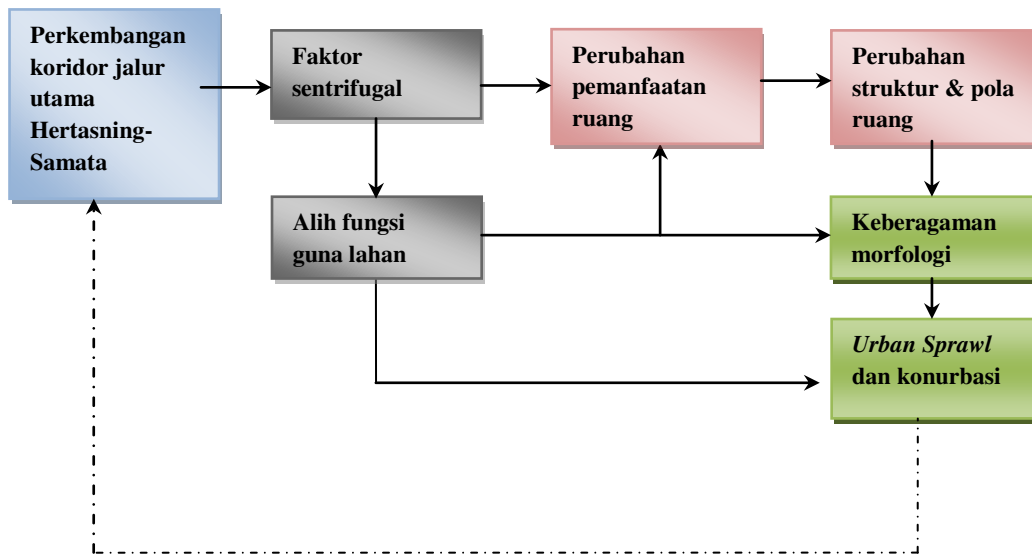 Perkembangan
koridor jalur
utama
Hertasning-
Samata
Faktor
sentrifugal
Perubahan
pemanfaatan
ruang
Perubahan
struktur & pola
ruang
Alih fungsi
guna lahan
Keberagaman
morfologi
Urban Sprawl
dan konurbasi